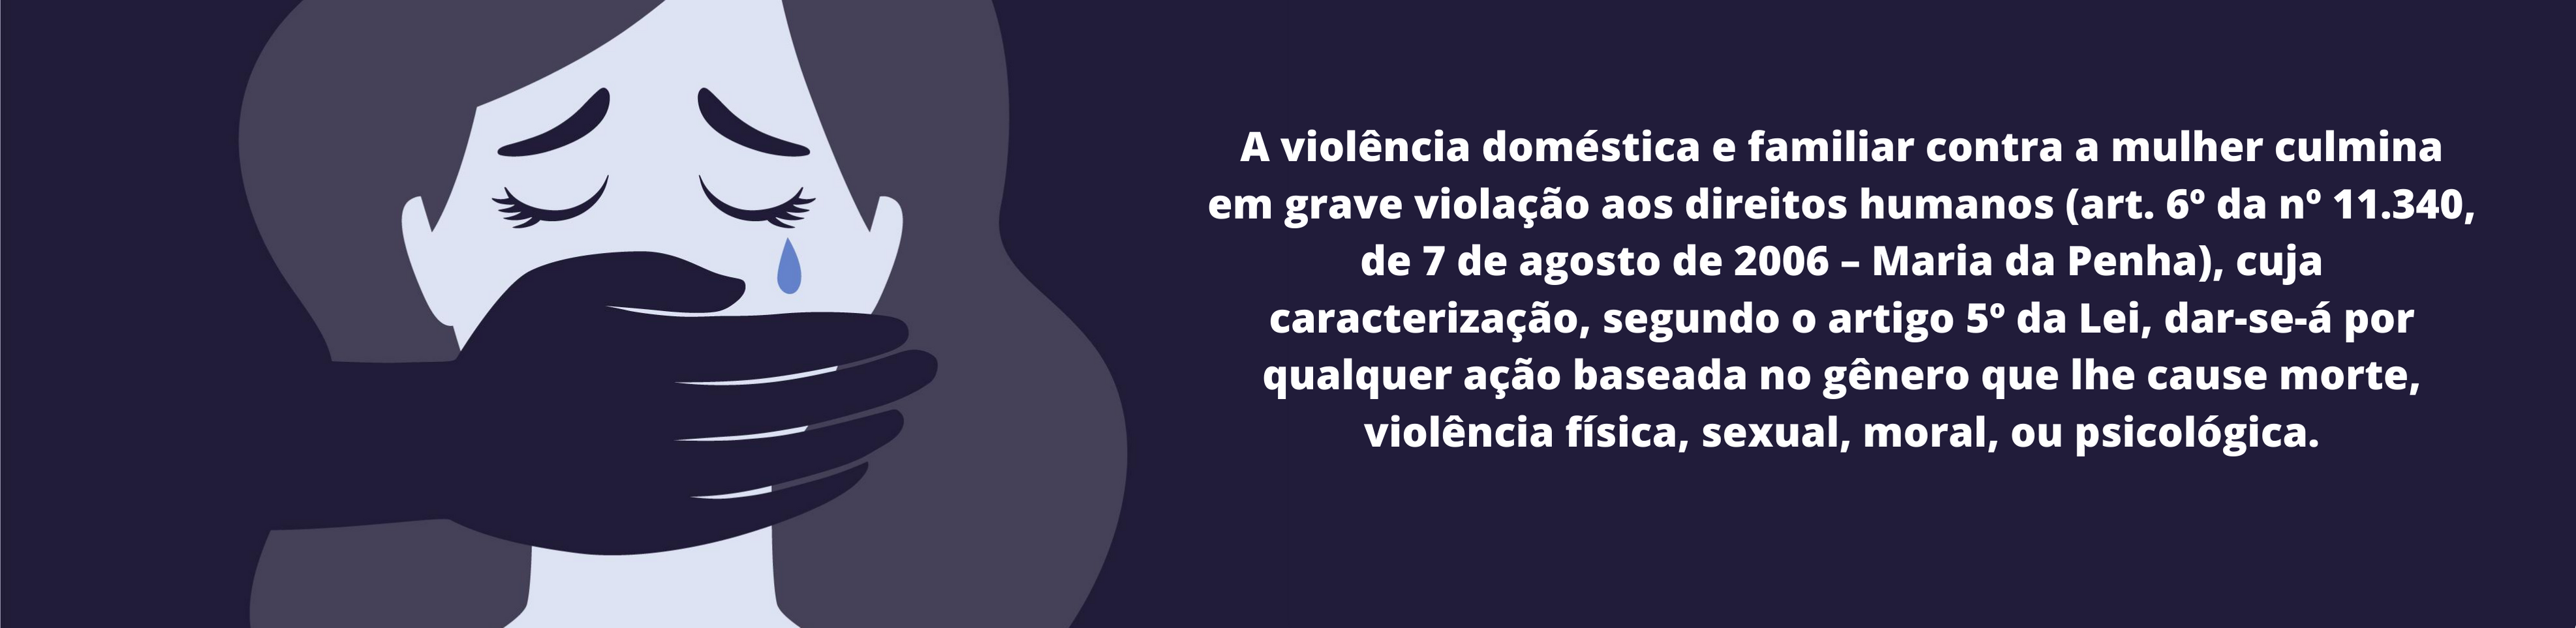 A violência doméstica e familiar contra a mulher culmina
em grave violação aos direitos humanos (art. 6º da nº 11.340,
de 7 de agosto de 2006 – Maria da Penha), cuja
caracterização, segundo o artigo 5º da Lei, dar-se-á por
qualquer ação baseada no gênero que lhe cause morte,
violência física, sexual, moral, ou psicológica.